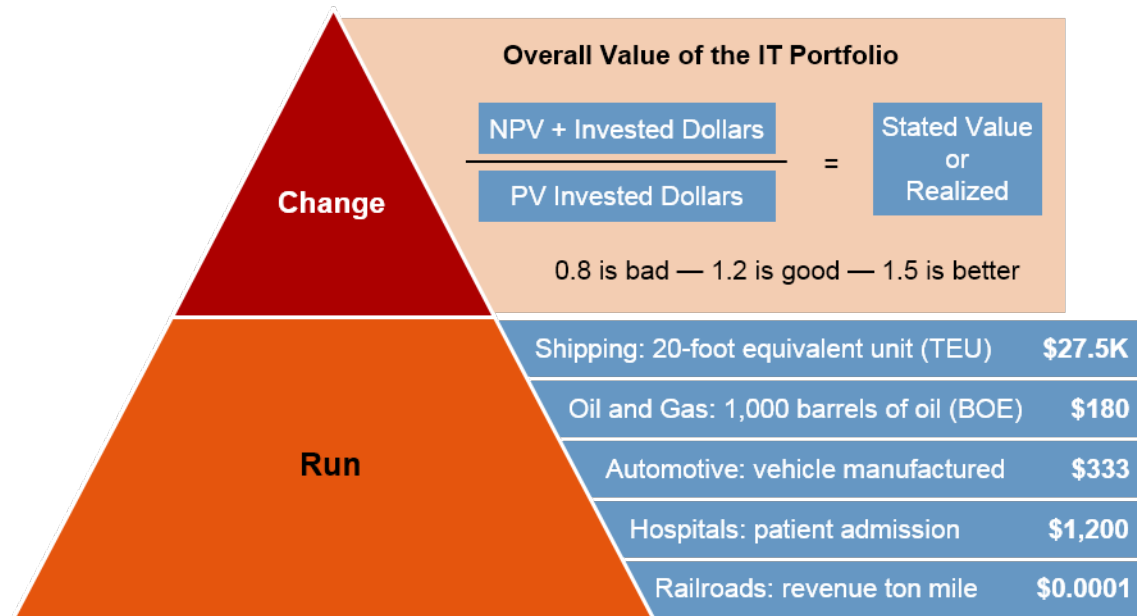 Overall Value of the IT Portfolio
NPV + Invested Dollars
PV Invested Dollars
=
Stated Value
or
Realized
0.8 is bad — 1.2 is good — 1.5 is better
Change
Run
Shipping: 20-foot equivalent unit (TEU) $27.5K
Oil and Gas: 1,000 barrels of oil (BOE) $180
Automotive: vehicle manufactured $333
Hospitals: patient admission $1,200
Railroads: revenue ton mile $0.0001